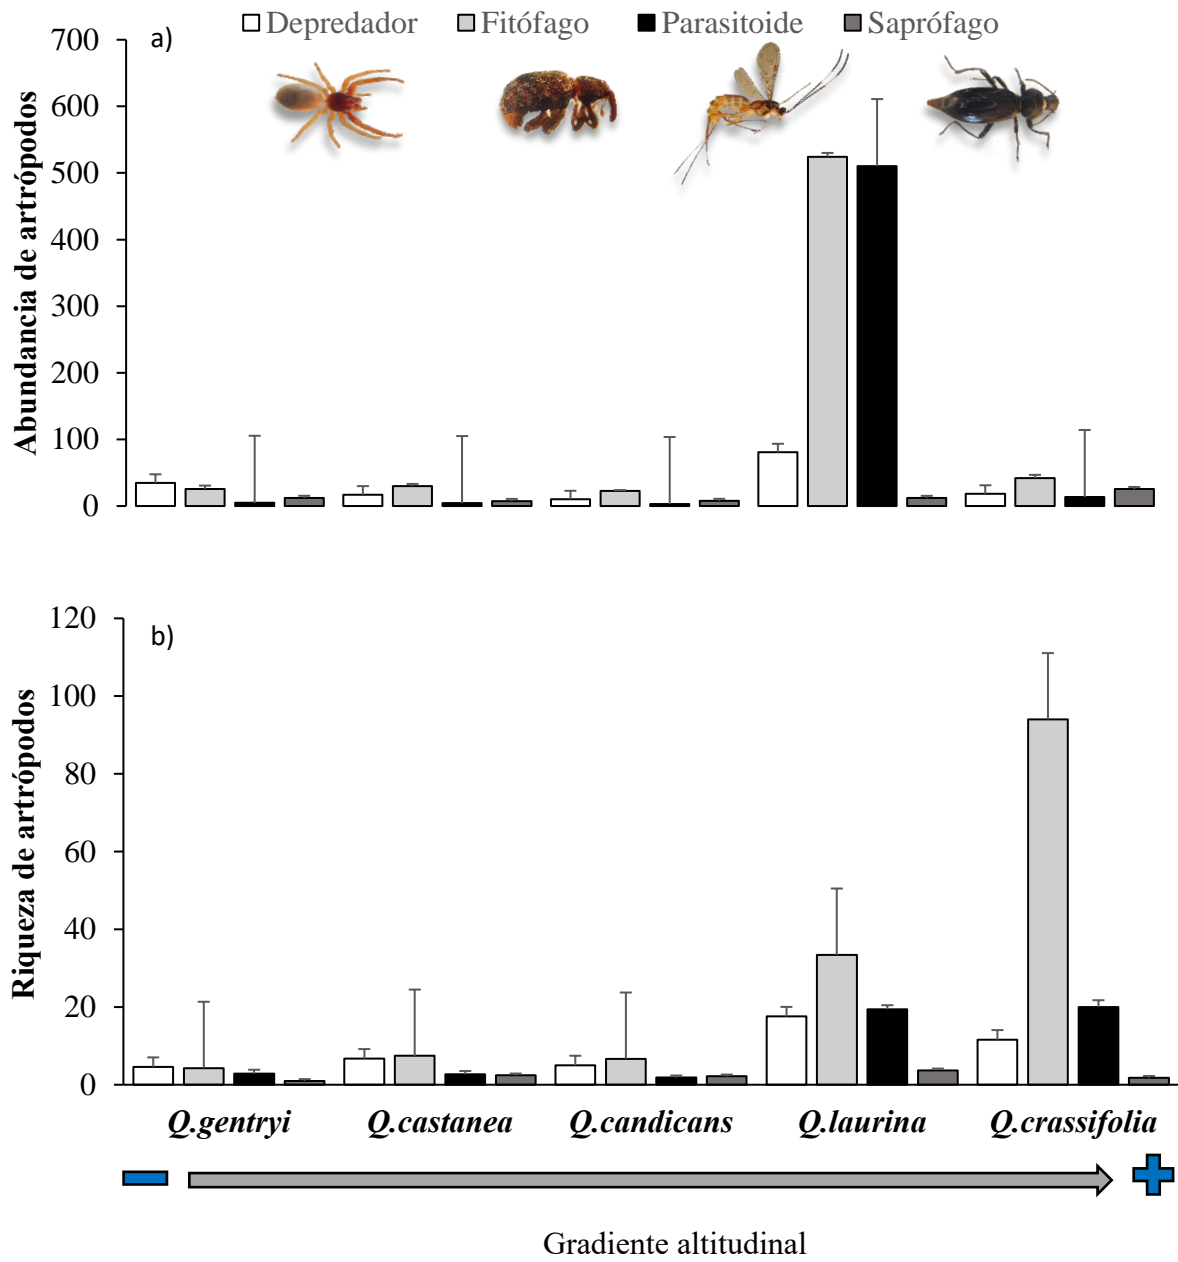 Depredador Fitófago Parasitoide Saprófago
a)
Abundancia de artrópodos
700
600
500
400
300
200
100
0
b)
Riqueza de artrópodos
120
100
80
60
40
20
0
Q.gentryi Q.castanea Q.candicans Q.laurina Q.crassifolia
Gradiente altitudinal